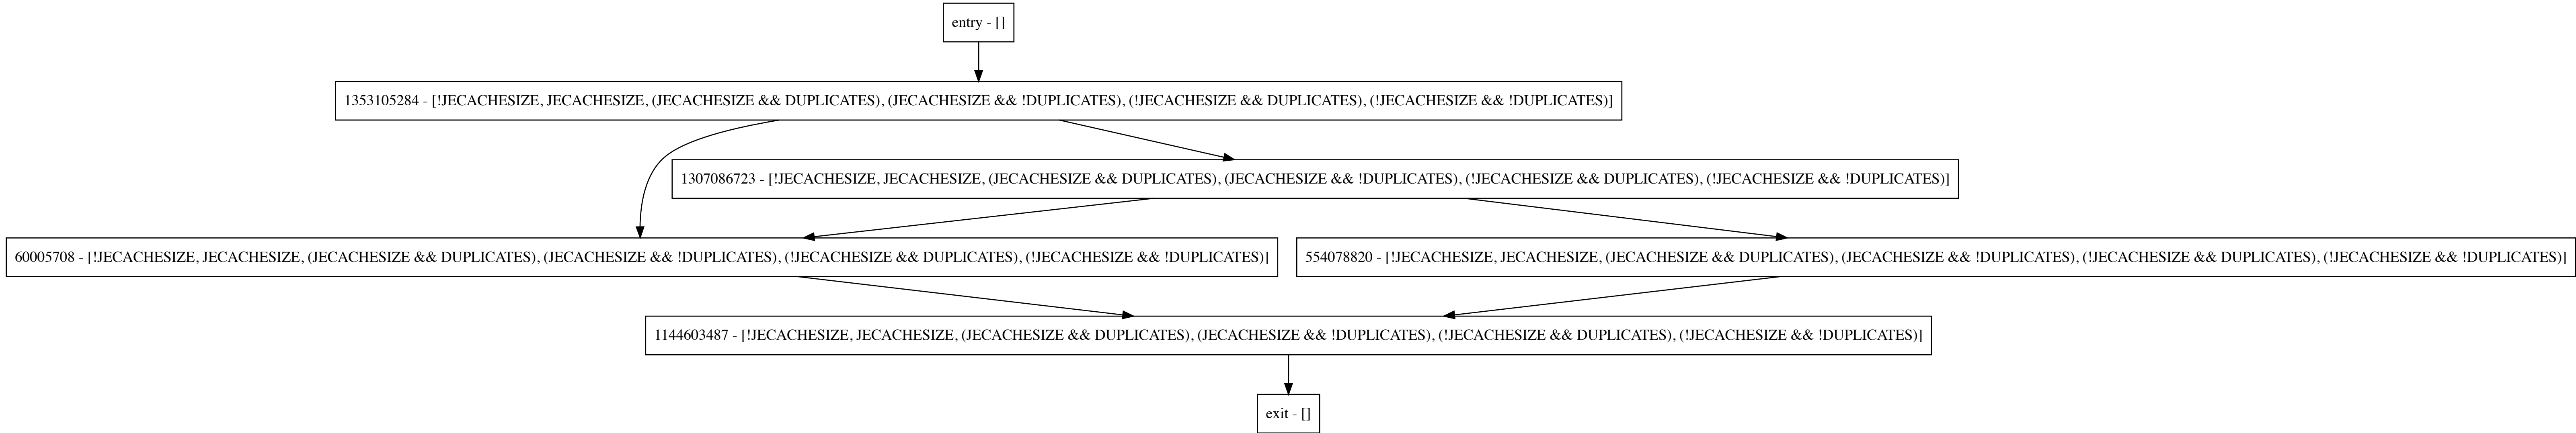 entry - []
1353105284 - [!JECACHESIZE, JECACHESIZE, (JECACHESIZE && DUPLICATES), (JECACHESIZE && !DUPLICATES), (!JECACHESIZE && DUPLICATES), (!JECACHESIZE && !DUPLICATES)]
1307086723 - [!JECACHESIZE, JECACHESIZE, (JECACHESIZE && DUPLICATES), (JECACHESIZE && !DUPLICATES), (!JECACHESIZE && DUPLICATES), (!JECACHESIZE && !DUPLICATES)]
60005708 - [!JECACHESIZE, JECACHESIZE, (JECACHESIZE && DUPLICATES), (JECACHESIZE && !DUPLICATES), (!JECACHESIZE && DUPLICATES), (!JECACHESIZE && !DUPLICATES)]
554078820 - [!JECACHESIZE, JECACHESIZE, (JECACHESIZE && DUPLICATES), (JECACHESIZE && !DUPLICATES), (!JECACHESIZE && DUPLICATES), (!JECACHESIZE && !DUPLICATES)]
1144603487 - [!JECACHESIZE, JECACHESIZE, (JECACHESIZE && DUPLICATES), (JECACHESIZE && !DUPLICATES), (!JECACHESIZE && DUPLICATES), (!JECACHESIZE && !DUPLICATES)]
exit - []